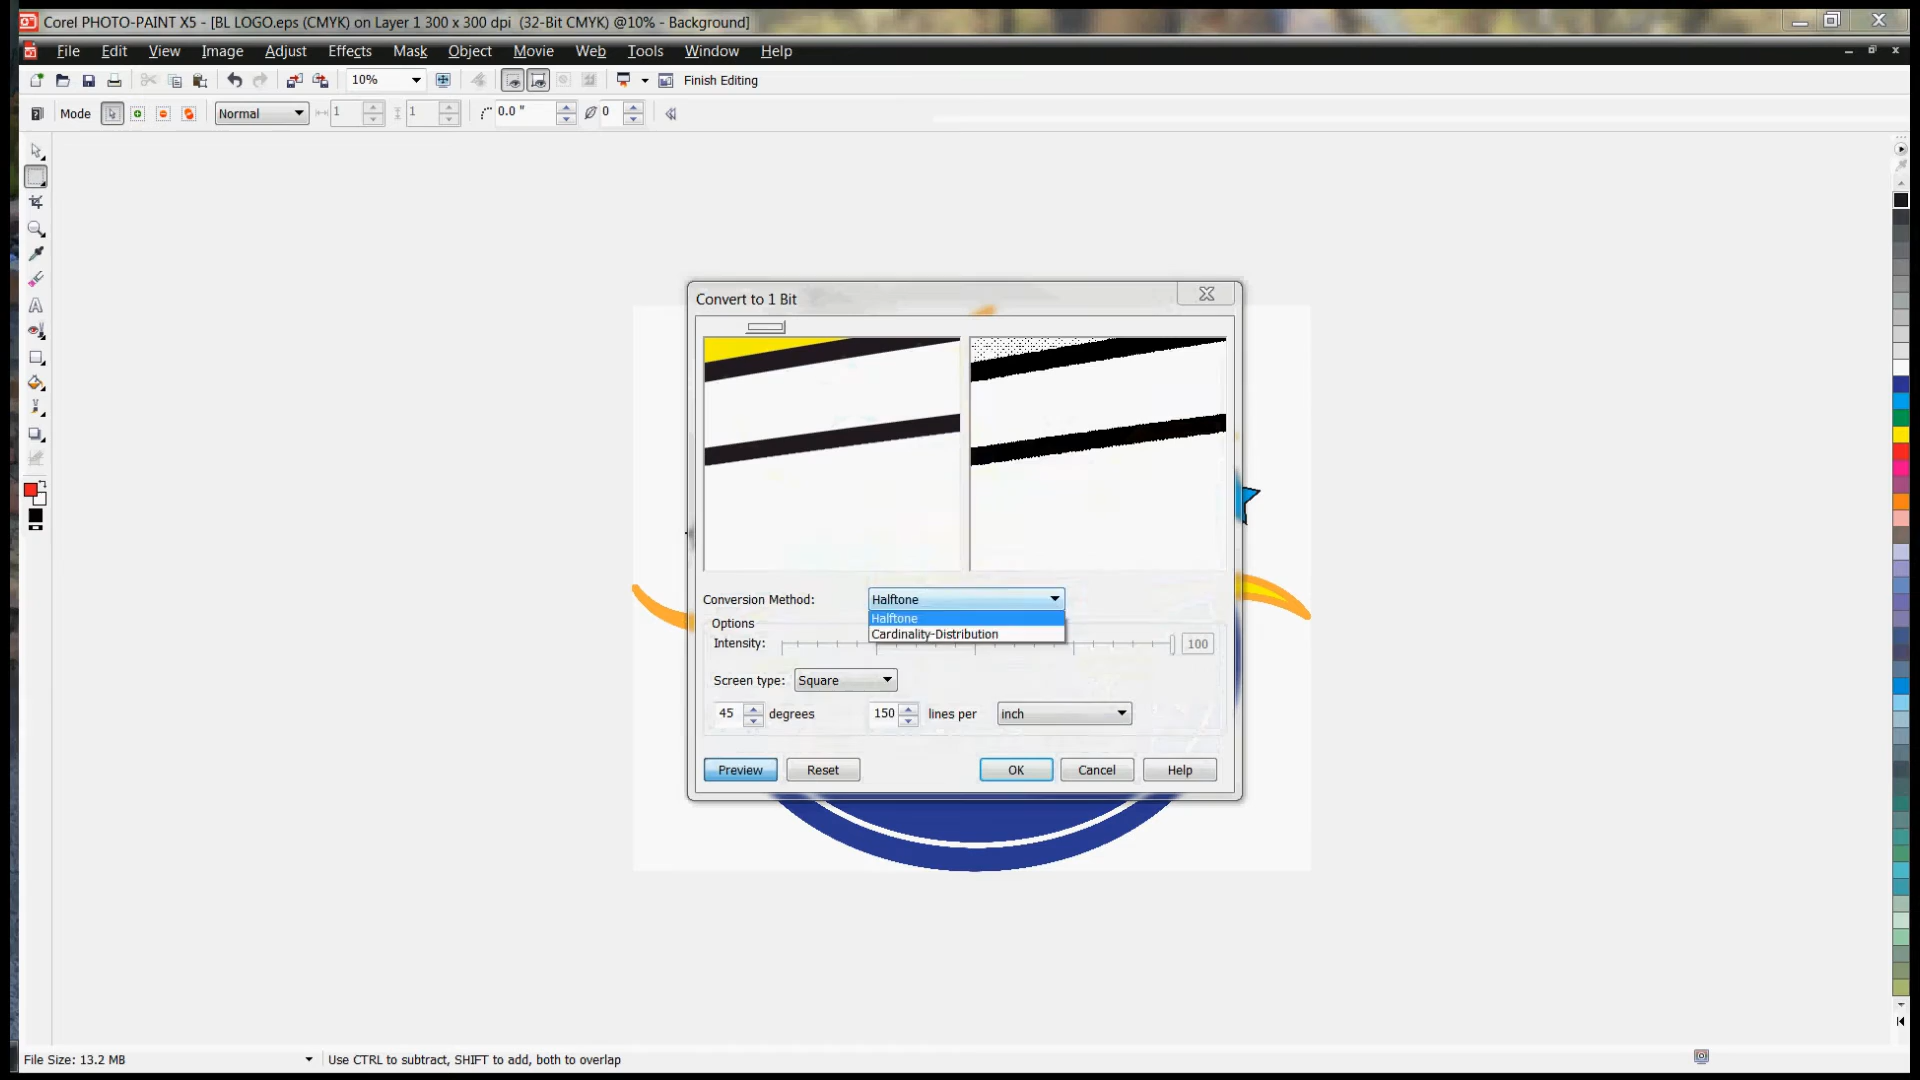 Corel PHOTO-PAINT X5 - [BL LOGO.eps (CMYK) on Layer 1 300 x 300 dpi  (32-Bit CMYK) @10% - Background]
File Edit View Image Adjust Effects Mask Object Movie Web Tools Window Help
10% Finish Editing
Mode Normal 1 1 0.0 " 0
Convert to 1 Bit
Conversion Method: Halftone
Halftone
Options
Cardinality-Distribution
Intensity: 100
Screen type: Square
45 degrees 150 lines per inch
Preview Reset OK Cancel Help
File Size: 13.2 MB Use CTRL to subtract, SHIFT to add, both to overlap